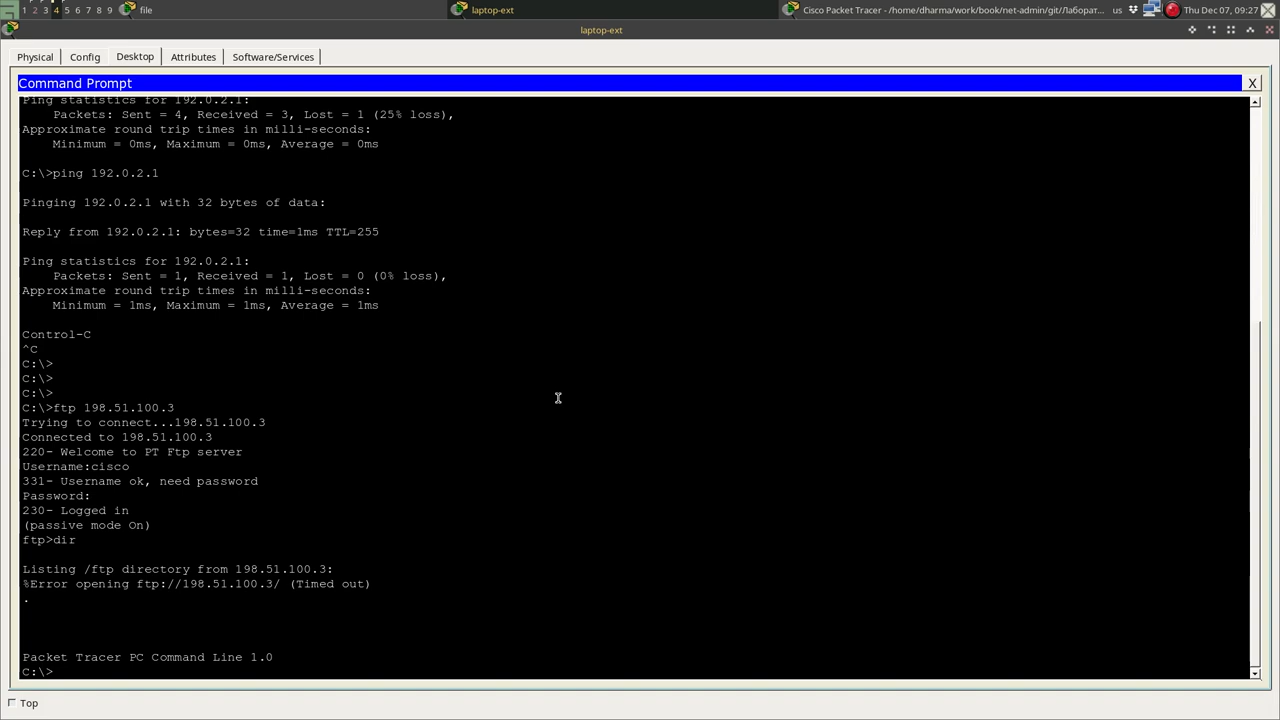 1 2 3 4 5 6 7 8 9 file laptop-ext Cisco Packet Tracer - /home/dharma/work/book/net-admin/git/Лаборат... us Thu Dec 07, 09:27
laptop-ext
Physical Config Desktop Attributes Software/Services
Command Prompt X
Ping statistics for 192.0.2.1:
Packets: Sent = 4, Received = 3, Lost = 1 (25% loss),
Approximate round trip times in milli-seconds:
Minimum = 0ms, Maximum = 0ms, Average = 0ms
C:\>ping 192.0.2.1
Pinging 192.0.2.1 with 32 bytes of data:
Reply from 192.0.2.1: bytes=32 time=1ms TTL=255
Ping statistics for 192.0.2.1:
Packets: Sent = 1, Received = 1, Lost = 0 (0% loss),
Approximate round trip times in milli-seconds:
Minimum = 1ms, Maximum = 1ms, Average = 1ms
Control-C
^C
C:\>
C:\>
C:\>
C:\>ftp 198.51.100.3
Trying to connect...198.51.100.3
Connected to 198.51.100.3
220- Welcome to PT Ftp server
Username:cisco
331- Username ok, need password
Password:
230- Logged in
(passive mode On)
ftp>dir
Listing /ftp directory from 198.51.100.3:
%Error opening ftp://198.51.100.3/ (Timed out)
.
Packet Tracer PC Command Line 1.0
C:\>
Top